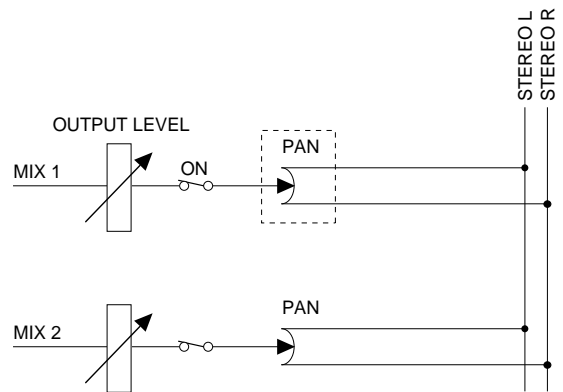 STEREO L
STEREO R
OUTPUT LEVEL
PAN
MIX 1
ON
PAN
MIX 2